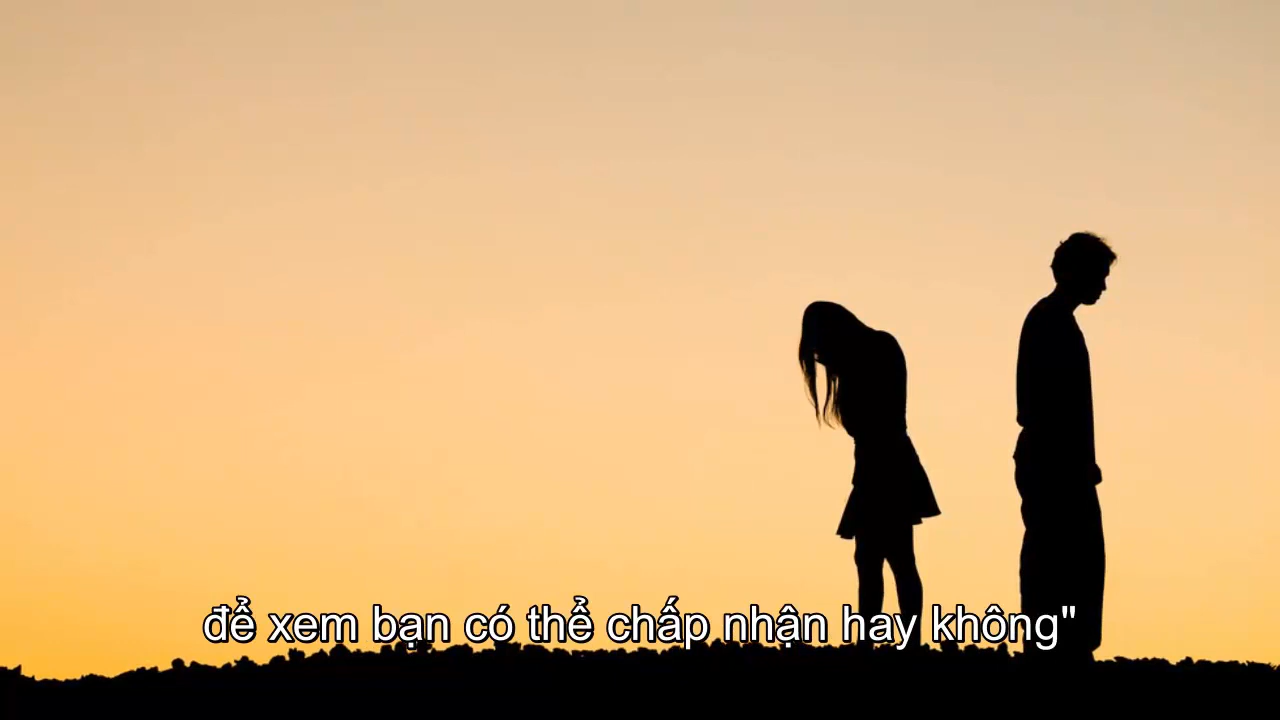 để xem bạn có thể chấp nhận hay không"